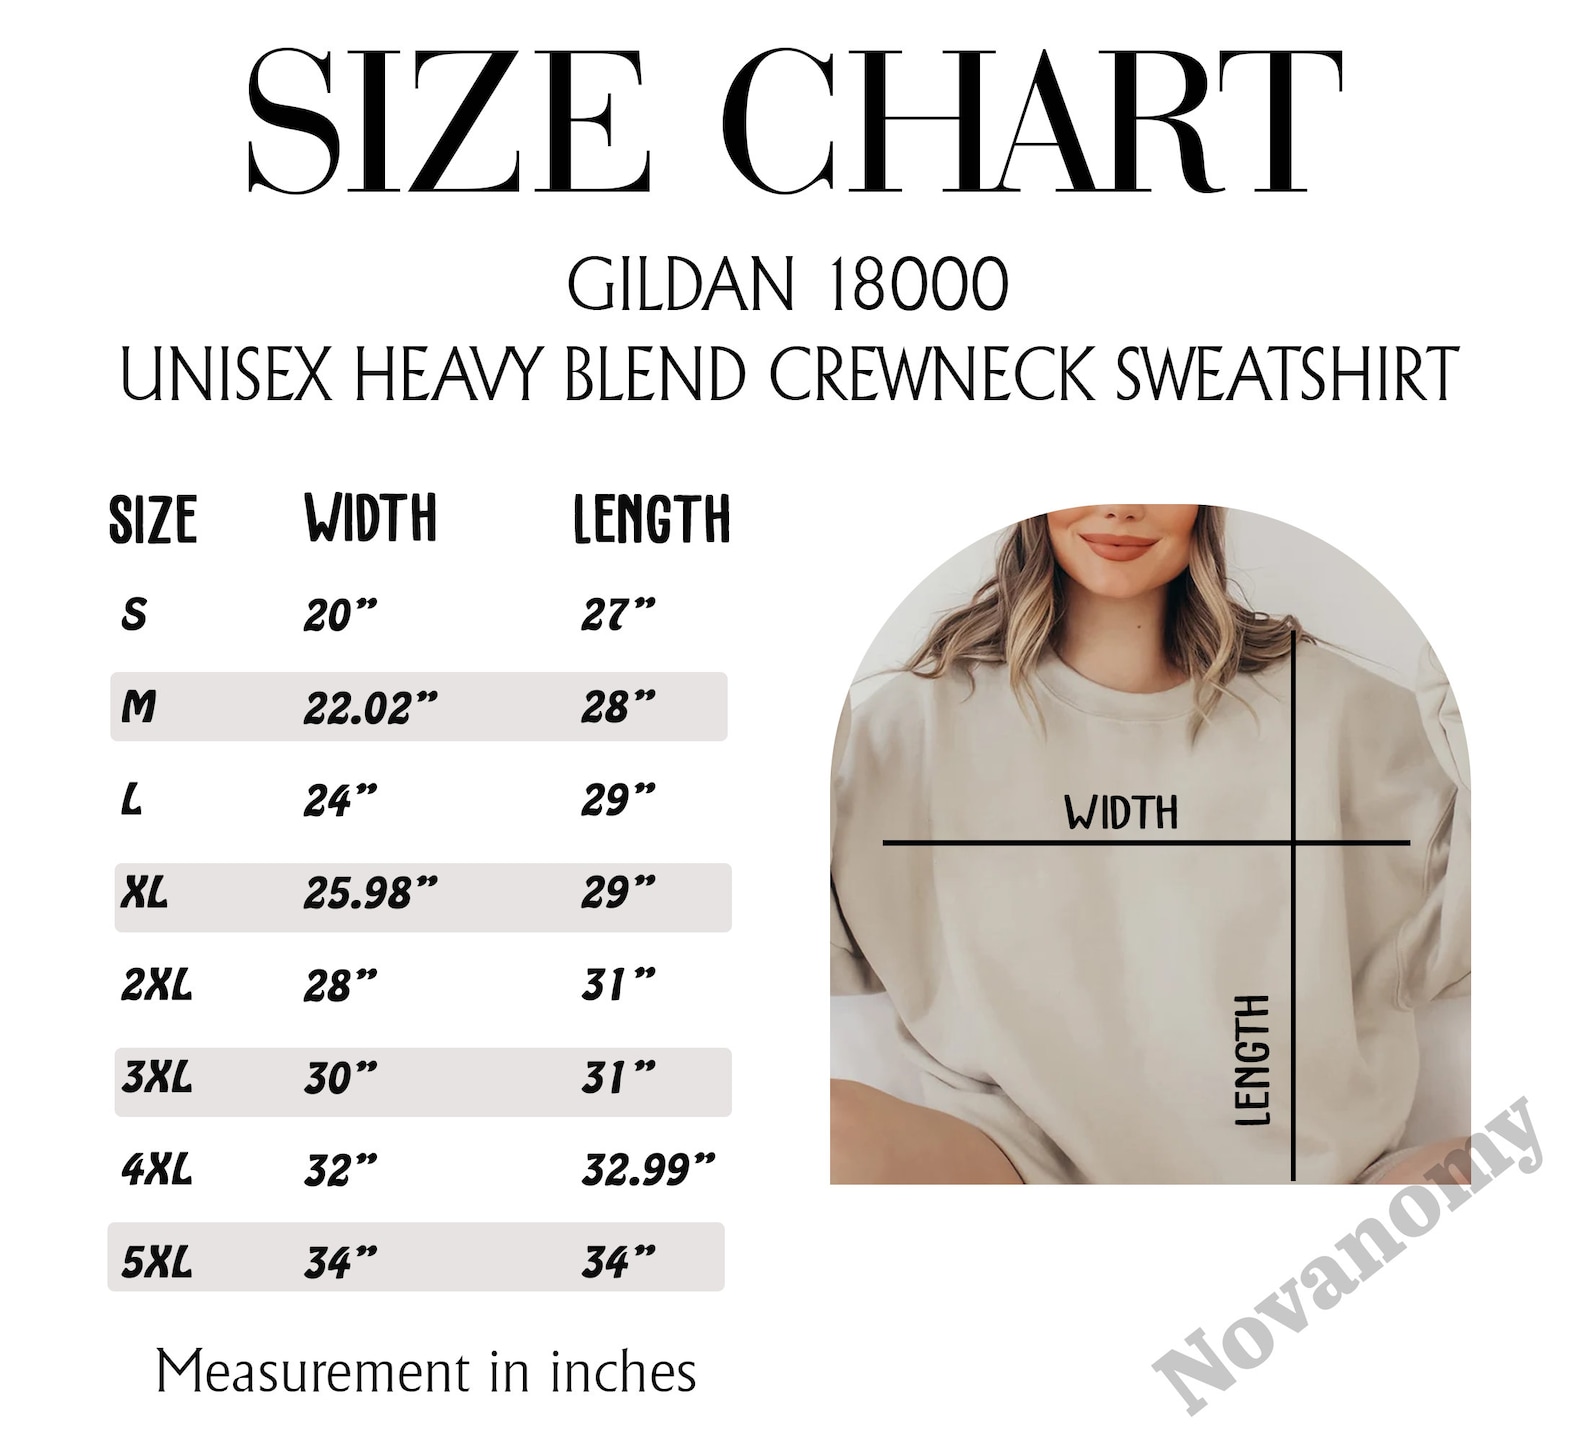 SIZE CHART
GILDAN 18000
UNISEX HEAVY BLEND CREWNECK SWEATSHIRT
SIZE WIDTH LENGTH
S 20” 27”
M 22.02” 28”
L 24” 29”
XL 25.98” 29”
2XL 28” 31”
3XL 30” 31”
4XL 32” 32.99”
5XL 34” 34”
Measurement in inches
WIDTH
LENGTH
Novanomy